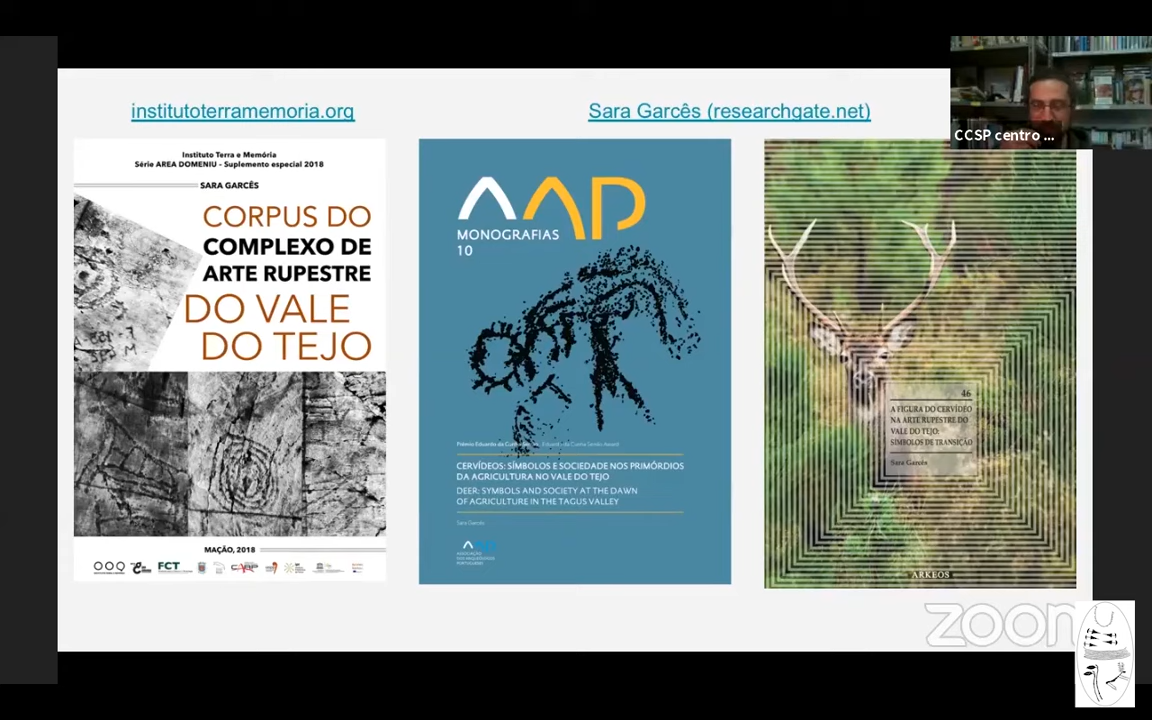 institutoterramemoria.org
Sara Garcês (researchgate.net)
CCSP centro ...
Instituto Terra e Memória
Série AREA DOMENIU - Suplemento especial 2018
SARA GARCÊS
CORPUS DO
COMPLEXO DE
ARTE RUPESTRE
DO VALE
DO TEJO
MAÇÃO, 2018
FCT
AAP
MONOGRAFIAS
10
CERVÍDEOS: SÍMBOLOS E SOCIEDADE NOS PRIMÓRDIOS
DA AGRICULTURA NO VALE DO TEJO
DEER: SYMBOLS AND SOCIETY AT THE DAWN
OF AGRICULTURE IN THE TAGUS VALLEY
Sara Garcês
46
A FIGURA DO CERVÍDEO
NA ARTE RUPESTRE DO
VALE DO TEJO:
SÍMBOLOS DE TRANSIÇÃO
Sara Garcês
ARKEOS
zoom